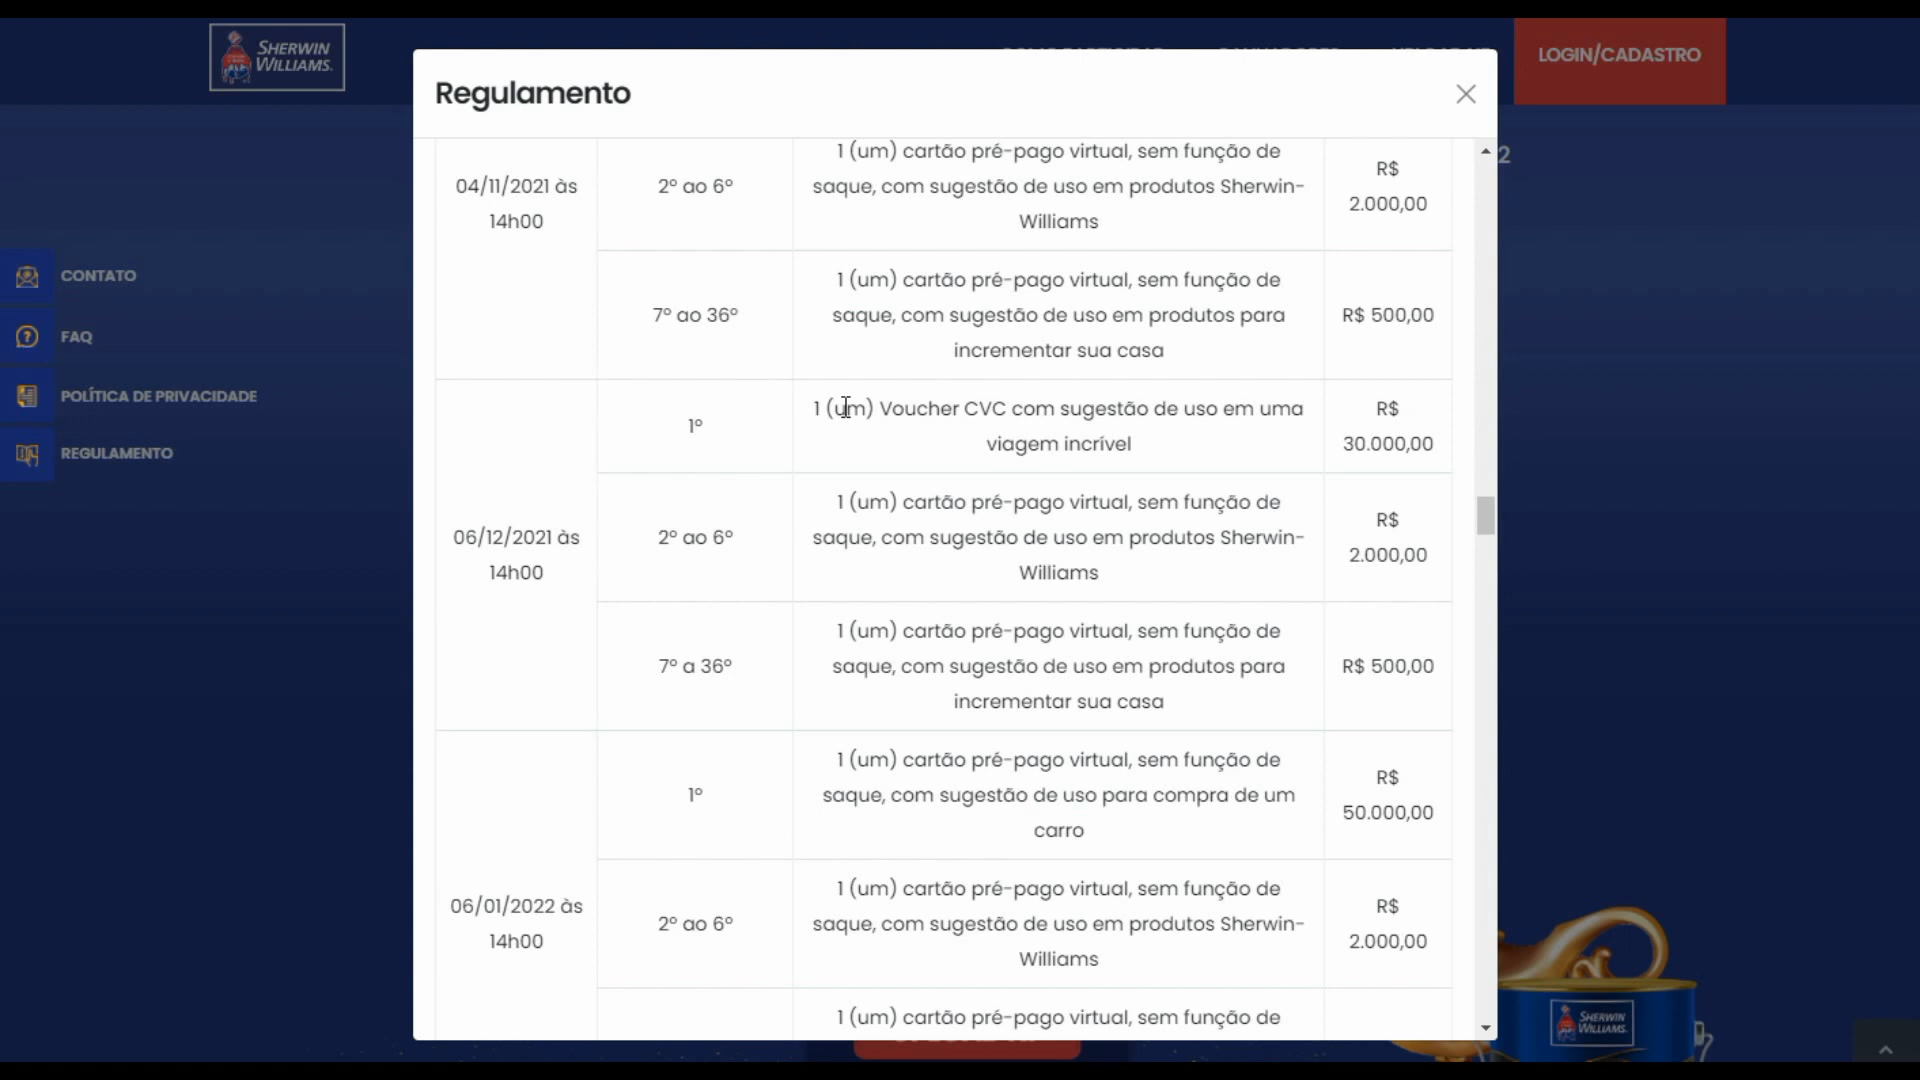 SHERWIN
WILLIAMS.
LOGIN/CADASTRO
Regulamento
2
CONTATO
FAQ
POLÍTICA DE PRIVACIDADE
REGULAMENTO
04/11/2021 às
14h00
2º ao 6º
1 (um) cartão pré-pago virtual, sem função de
saque, com sugestão de uso em produtos Sherwin-
Williams
R$
2.000,00
7º ao 36º
1 (um) cartão pré-pago virtual, sem função de
saque, com sugestão de uso em produtos para
incrementar sua casa
R$ 500,00
06/12/2021 às
14h00
1º
1 (um) Voucher CVC com sugestão de uso em uma
viagem incrível
R$
30.000,00
2º ao 6º
1 (um) cartão pré-pago virtual, sem função de
saque, com sugestão de uso em produtos Sherwin-
Williams
R$
2.000,00
7º a 36º
1 (um) cartão pré-pago virtual, sem função de
saque, com sugestão de uso em produtos para
incrementar sua casa
R$ 500,00
06/01/2022 às
14h00
1º
1 (um) cartão pré-pago virtual, sem função de
saque, com sugestão de uso para compra de um
carro
R$
50.000,00
2º ao 6º
1 (um) cartão pré-pago virtual, sem função de
saque, com sugestão de uso em produtos Sherwin-
Williams
R$
2.000,00
1 (um) cartão pré-pago virtual, sem função de
SHERWIN
WILLIAMS.